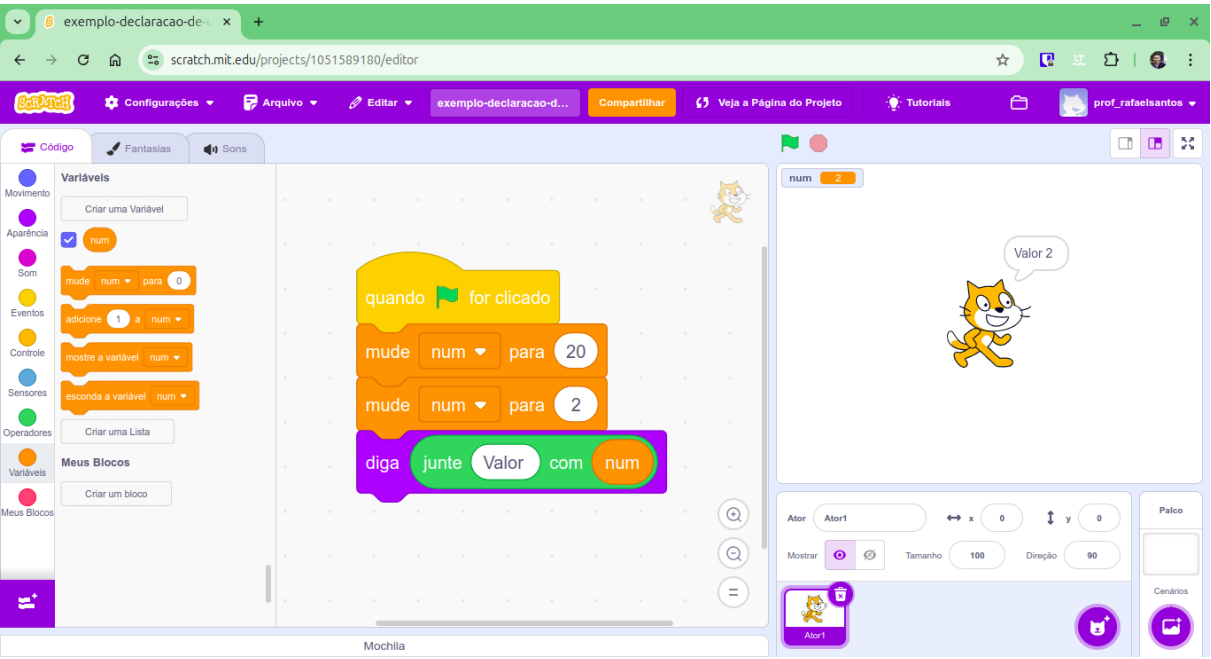 exemplo-declaracao-de-u
scratch.mit.edu/projects/1051589180/editor
SCRATCH
Configurações
Arquivo
Editar
exemplo-declaracao-d...
Compartilhar
Veja a Página do Projeto
Tutoriais
prof_rafaelsantos
Código
Fantasias
Sons
Movimento
Aparência
Som
Eventos
Controle
Sensores
Operadores
Variáveis
Meus Blocos
Variáveis
Criar uma Variável
num
mude num para 0
adicione 1 a num
mostre a variável num
esconda a variável num
Criar uma Lista
Meus Blocos
Criar um bloco
quando for clicado
mude num para 20
mude num para 2
diga junte Valor com num
num 2
Valor 2
Ator Ator1 x 0 y 0
Mostrar Tamanho 100 Direção 90
Ator1
Palco
Cenários
Mochila